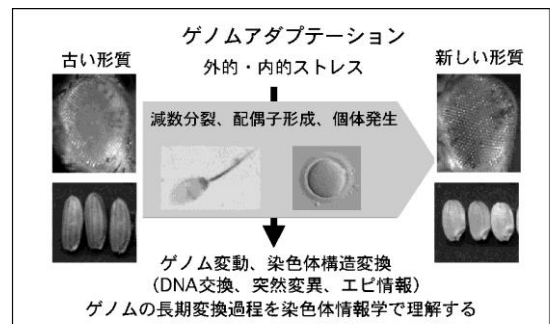 ゲノムアダプテーション
古い形質
外的・内的ストレス
新しい形質
減数分裂、配偶子形成、個体発生
ゲノム変動、染色体構造変換
(DNA交換、突然変異、エピ情報)
ゲノムの長期変換過程を染色体情報学で理解する